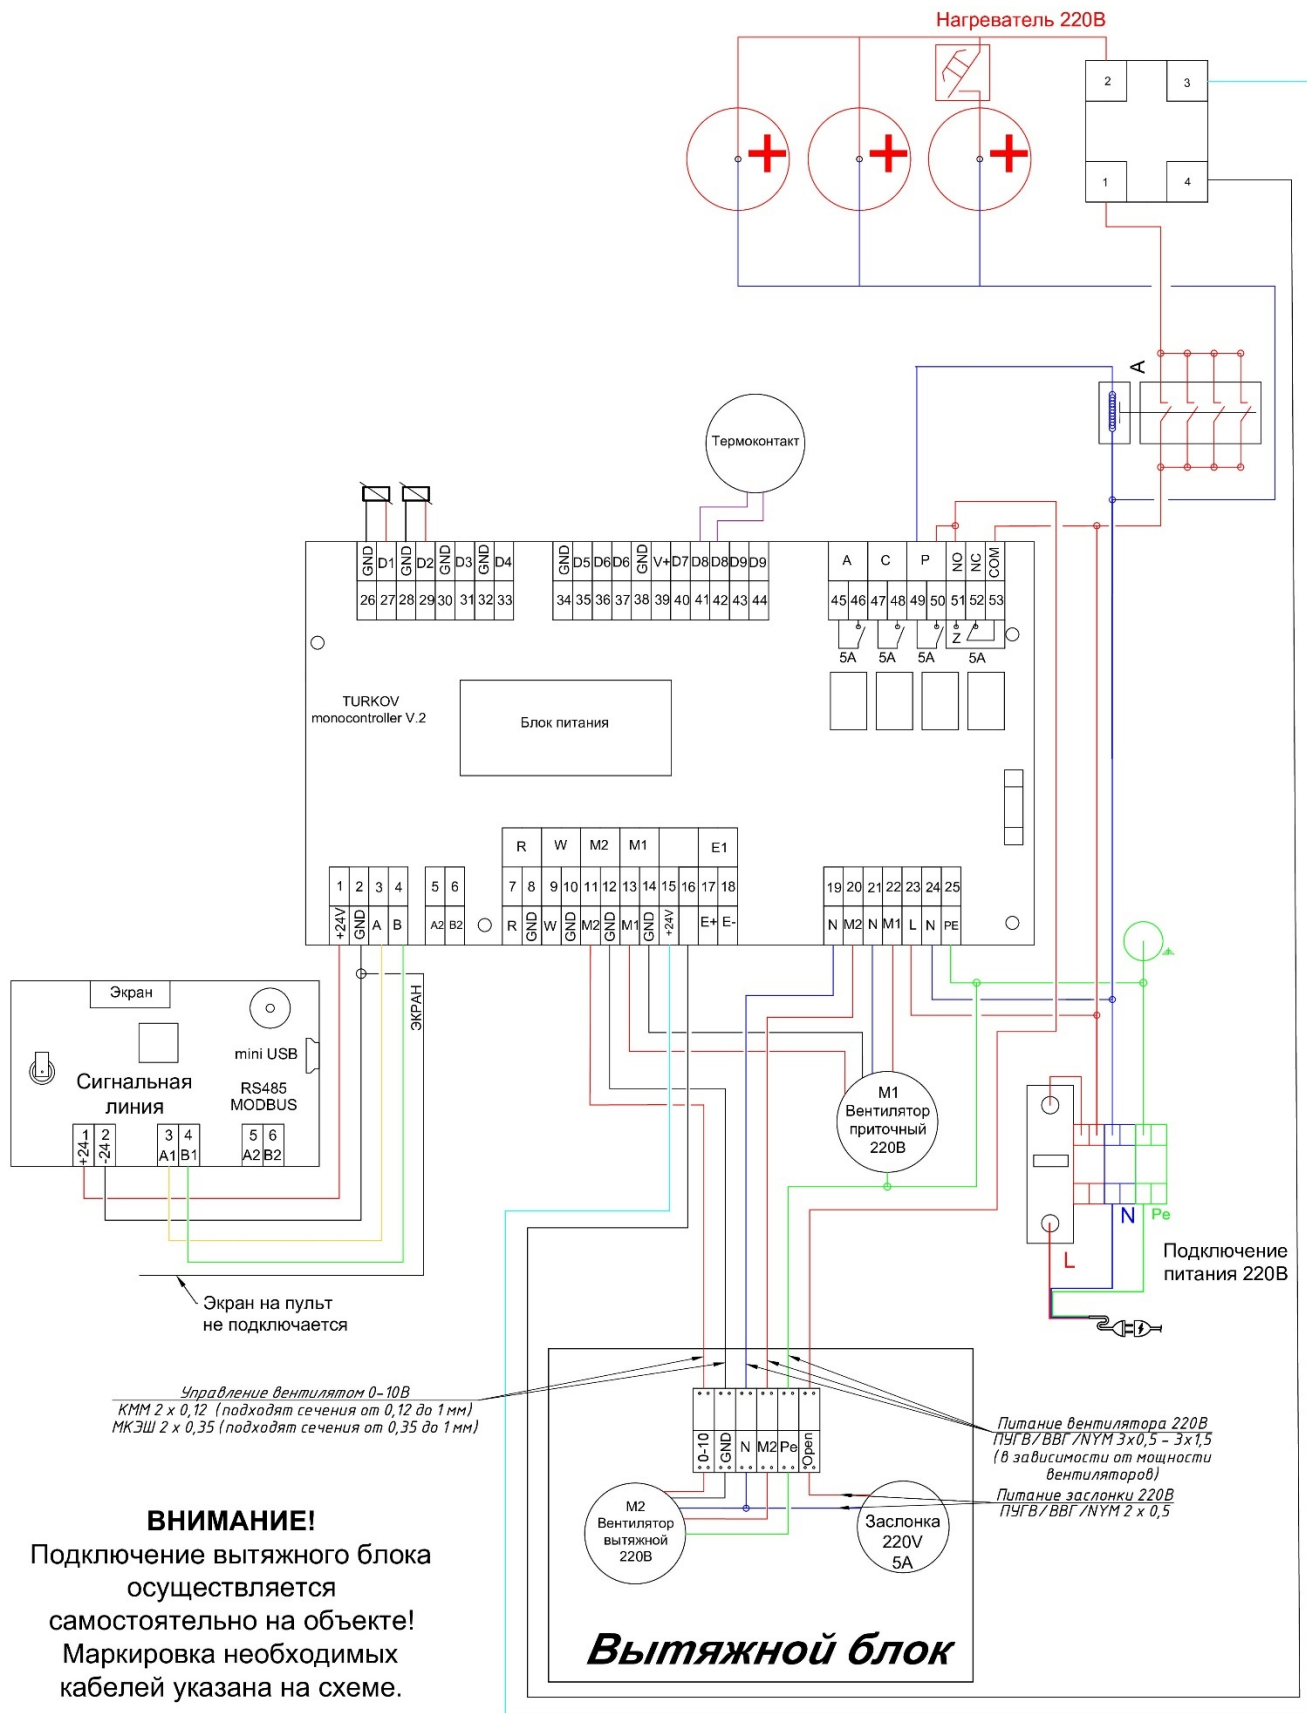 Нагреватель 220В
2
3
1
4
A
Термоконтакт
GND D1 GND D2 GND D3 GND D4
26 27 28 29 30 31 32 33
GND D5 D6 D6 GND V+ D7 D8 D8 D9 D9
34 35 36 37 38 39 40 41 42 43 44
A C P NO NC COM
45 46 47 48 49 50 51 52 53
Z
5A 5A 5A 5A
TURKOV
monocontroller V.2
Блок питания
R W M2 M1 E1
1 2 3 4
5 6
7 8 9 10 11 12 13 14 15 16 17 18
19 20 21 22 23 24 25
+24V GND A B
A2 B2
R GND W GND M2 GND M1 GND +24V E+ E-
N M2 N M1 L N PE
ЭКРАН
Экран
mini USB
Сигнальная
линия
RS485
MODBUS
1 2 3 4 5 6
+24 -24 A1 B1 A2 B2
M1
Вентилятор
приточный
220В
N
Pe
L
Подключение
питания 220В
Экран на пульт
не подключается
Управление вентилятом 0-10В
КММ 2 x 0,12 (подходят сечения от 0,12 до 1 мм)
МКЭШ 2 x 0,35 (подходят сечения от 0,35 до 1 мм)
0-10 GND N M2 Pe Open
Питание вентилятора 220В
ПУГВ/ВВГ/NYM 3x0,5 - 3x1,5
(в зависимости от мощности
вентиляторов)
Питание заслонки 220В
ПУГВ/ВВГ/NYM 2 x 0,5
M2
Вентилятор
вытяжной
220В
Заслонка
220V
5A
Вытяжной блок
ВНИМАНИЕ!
Подключение вытяжного блока
осуществляется
самостоятельно на объекте!
Маркировка необходимых
кабелей указана на схеме.